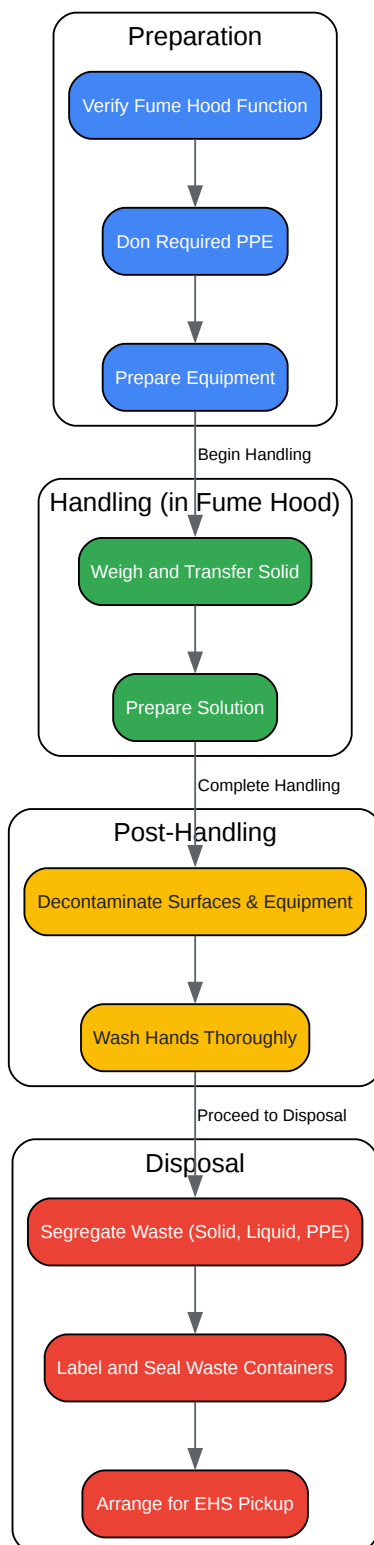 Preparation
Verify Fume Hood Function
Don Required PPE
Prepare Equipment
Begin Handling
Handling (in Fume Hood)
Weigh and Transfer Solid
Prepare Solution
Complete Handling
Post-Handling
Decontaminate Surfaces & Equipment
Wash Hands Thoroughly
Proceed to Disposal
Disposal
Segregate Waste (Solid, Liquid, PPE)
Label and Seal Waste Containers
Arrange for EHS Pickup